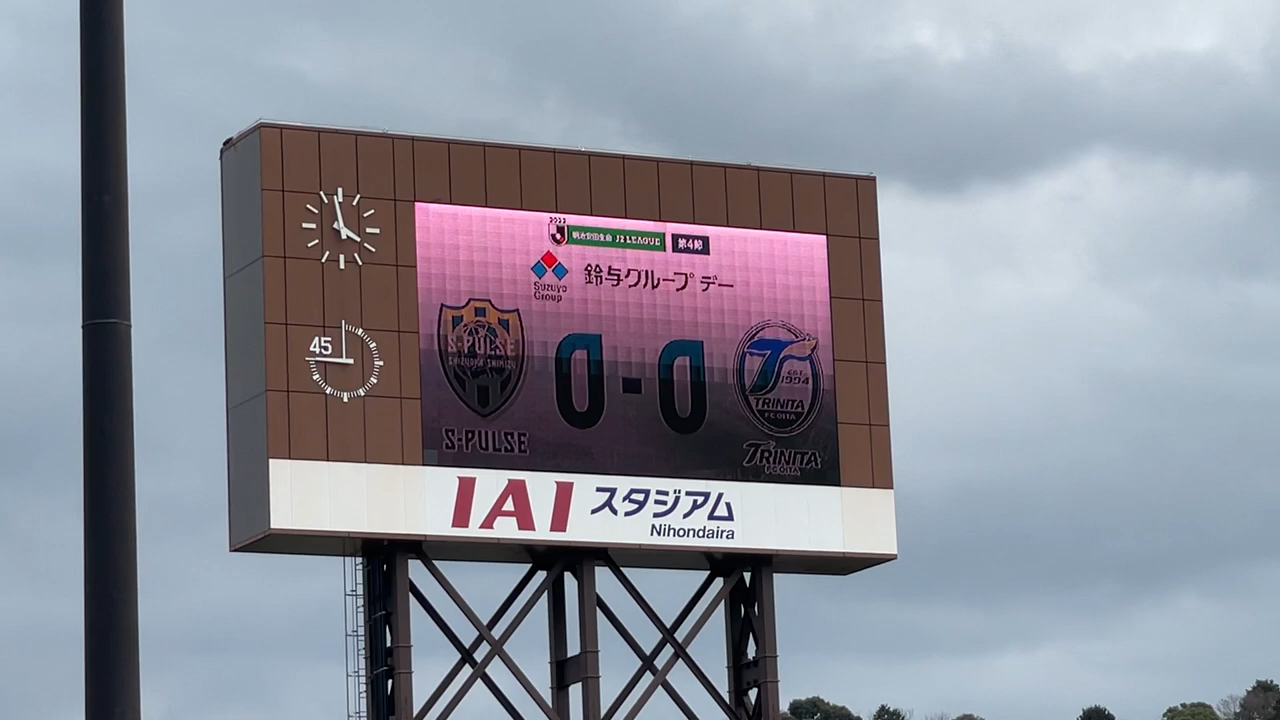 2023
明治安田生命 J2 LEAGUE 第4節
Suzuyo
Group
鈴与グループ デー
S-PULSE
SHIZUOKA SHIMIZU
0-0
EST.
1994
TRINITA
FC OITA
S-PULSE
TRINITA
FC OITA
45
IAI スタジアム
Nihondaira